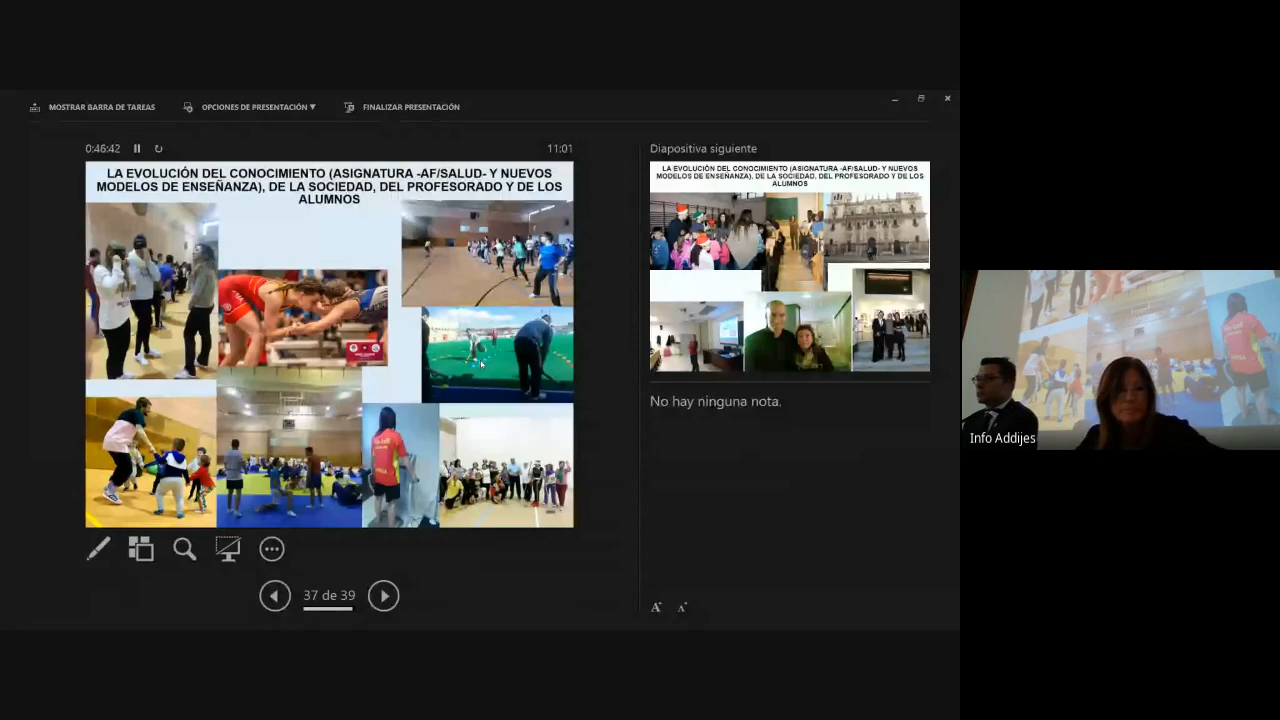 MOSTRAR BARRA DE TAREAS
OPCIONES DE PRESENTACIÓN ▼
FINALIZAR PRESENTACIÓN
0:46:42
11:01
LA EVOLUCIÓN DEL CONOCIMIENTO (ASIGNATURA -AF/SALUD- Y NUEVOS
MODELOS DE ENSEÑANZA), DE LA SOCIEDAD, DEL PROFESORADO Y DE LOS
ALUMNOS
37 de 39
Diapositiva siguiente
LA EVOLUCIÓN DEL CONOCIMIENTO (ASIGNATURA -AF/SALUD- Y NUEVOS
MODELOS DE ENSEÑANZA), DE LA SOCIEDAD, DEL PROFESORADO Y DE LOS
ALUMNOS
No hay ninguna nota.
A
A
Info Addijes